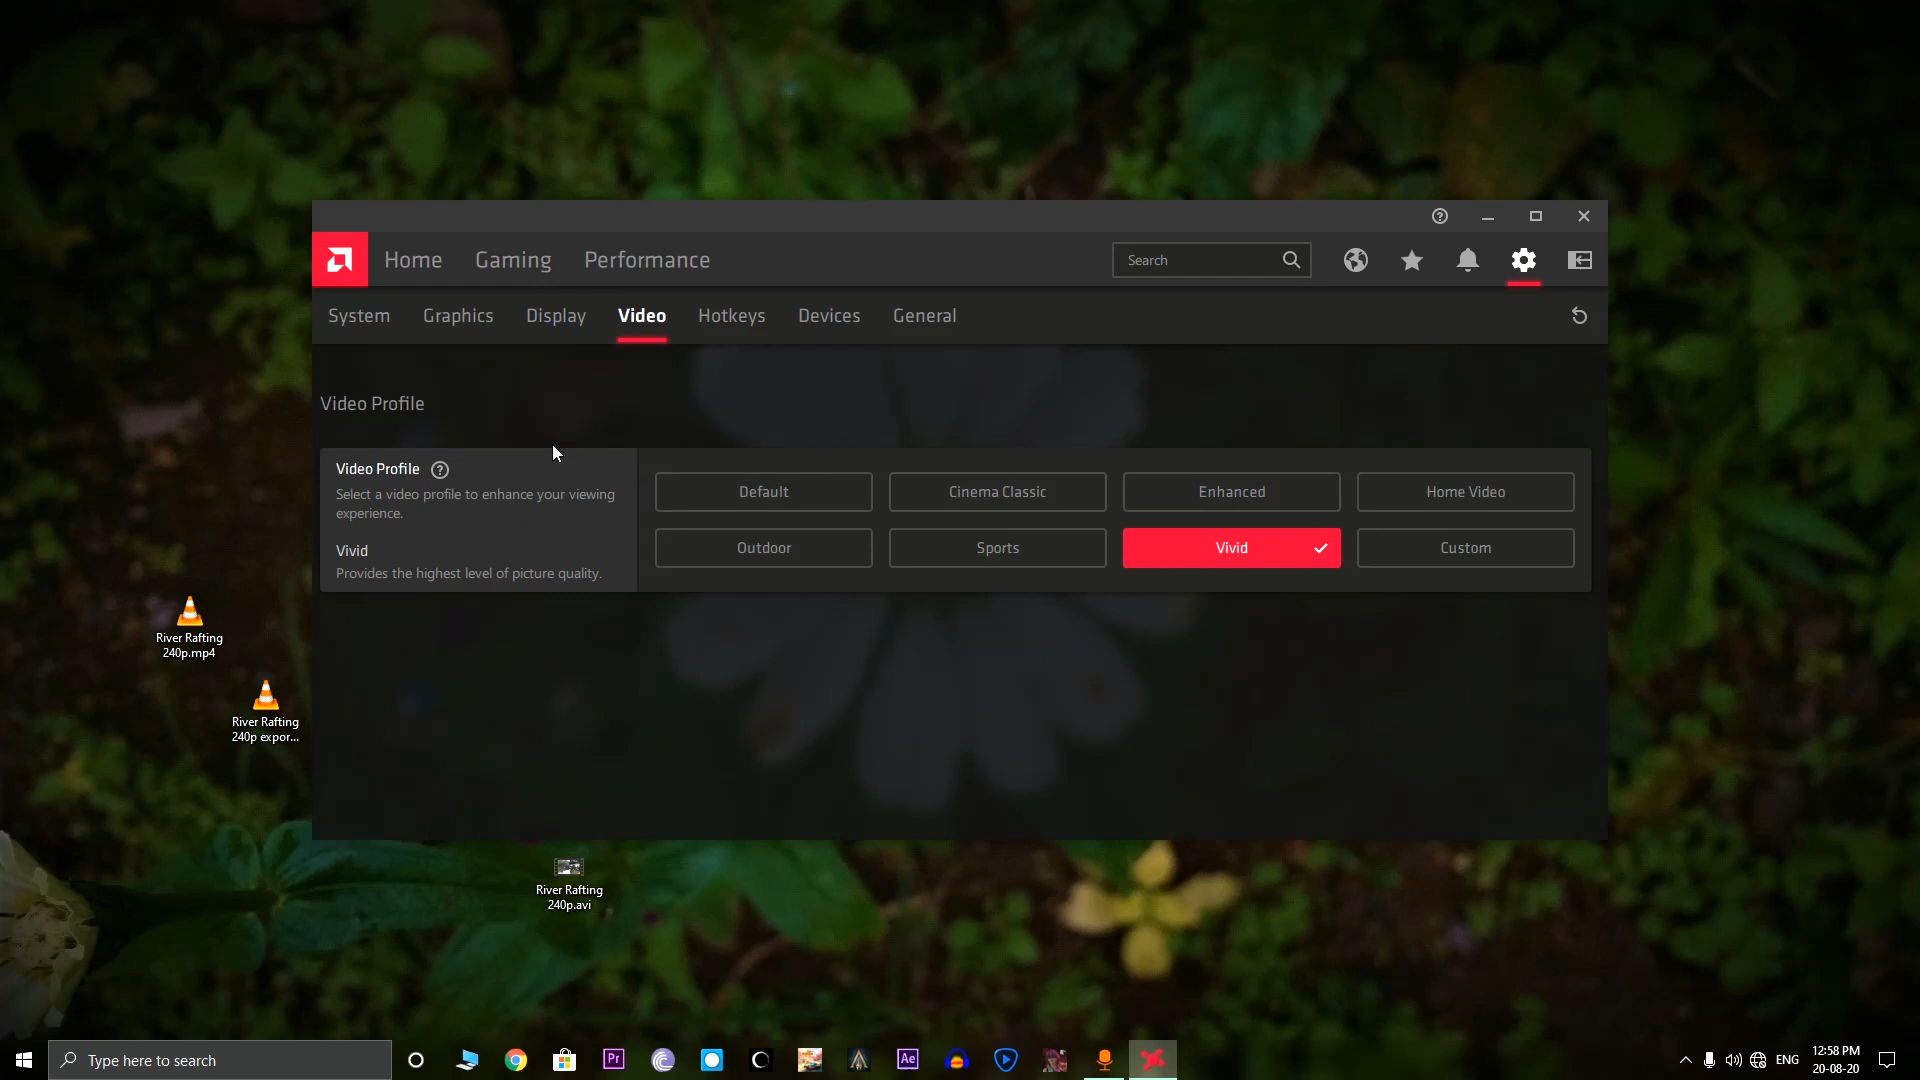 Home
Gaming
Performance
Search
System
Graphics
Display
Video
Hotkeys
Devices
General
Video Profile
Video Profile
Select a video profile to enhance your viewing
experience.
Vivid
Provides the highest level of picture quality.
Default
Cinema Classic
Enhanced
Home Video
Outdoor
Sports
Vivid
Custom
River Rafting
240p.mp4
River Rafting
240p expor...
River Rafting
240p.avi
Type here to search
Pr
Ae
ENG
12:58 PM
20-08-20